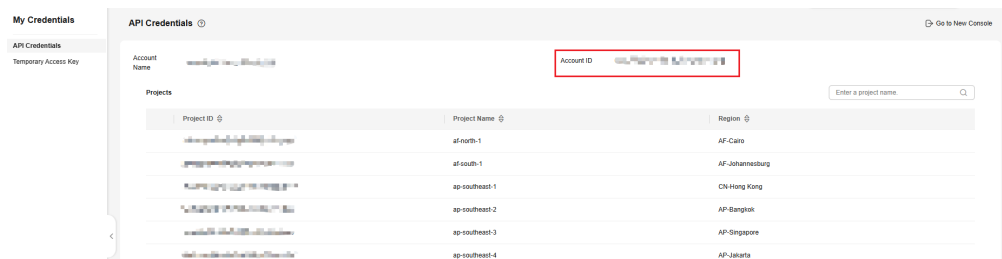 My Credentials
API Credentials
Temporary Access Key
API Credentials
Go to New Console
Account Name
Account ID
Projects
Enter a project name.
Project ID Project Name Region
af-north-1 AF-Cairo
af-south-1 AF-Johannesburg
ap-southeast-1 CN-Hong Kong
ap-southeast-2 AP-Bangkok
ap-southeast-3 AP-Singapore
ap-southeast-4 AP-Jakarta